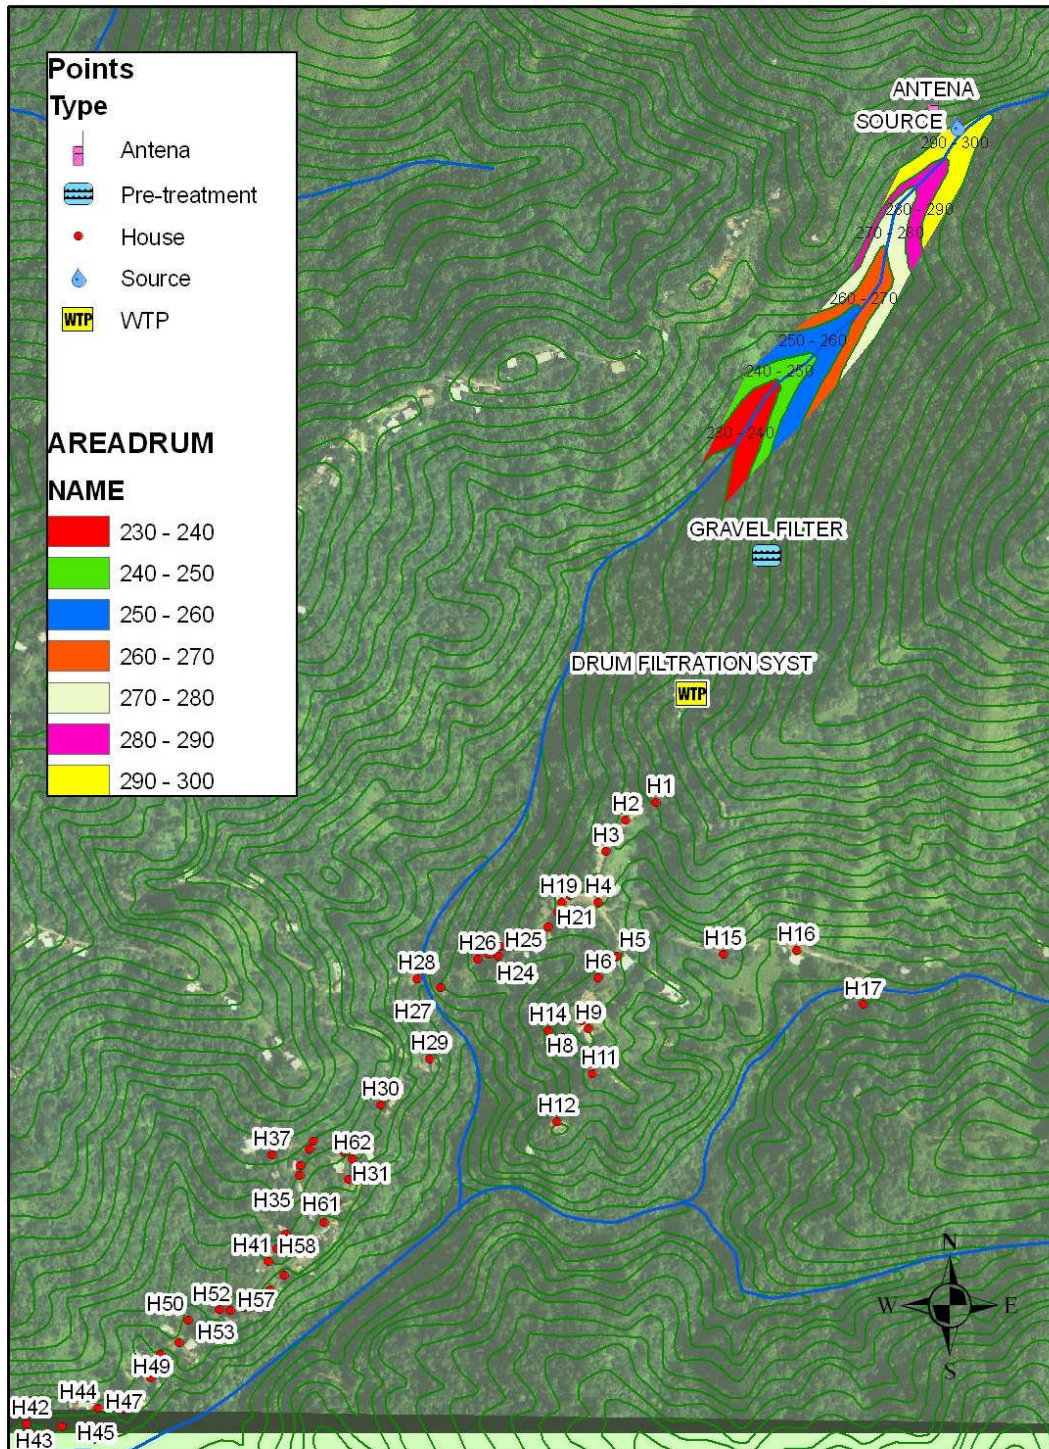 Points
Type
Antena
Pre-treatment
House
Source
WTP WTP
AREADRUM
NAME
230 - 240
240 - 250
250 - 260
260 - 270
270 - 280
280 - 290
290 - 300
ANTENA
SOURCE
290 - 300
280 - 290
270 - 280
260 - 270
250 - 260
240 - 250
230 - 240
GRAVEL FILTER
DRUM FILTRATION SYST
WTP
H1
H2
H3
H19 H4
H21
H26 H25 H5 H15 H16
H24
H28 H6
H27 H17
H14 H9
H29 H8
H11
H30
H12
H37 H62
H31
H35 H61
H41 H58
N
W E
S
H50 H52 H57
H53
H49
H44 H47
H42
H43 H45